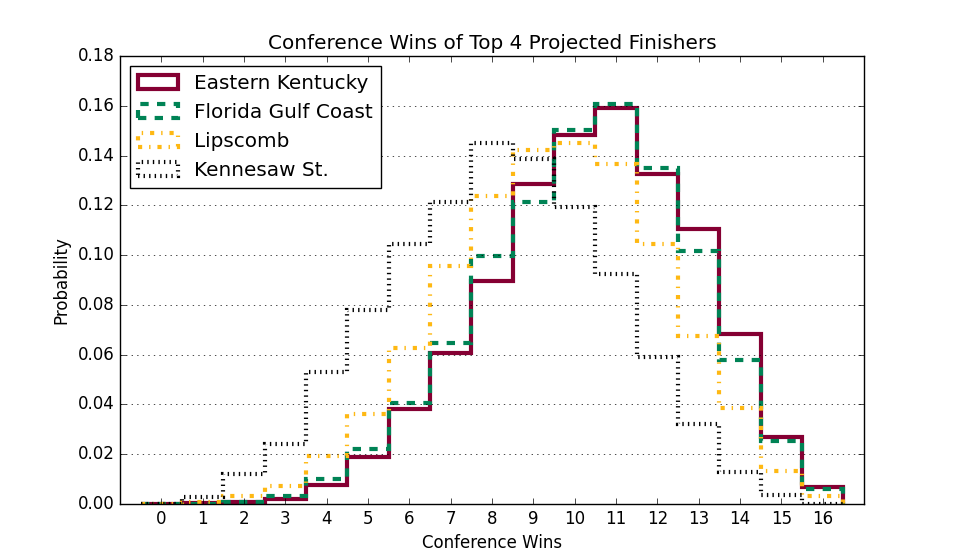 Conference Wins of Top 4 Projected Finishers
Eastern Kentucky
Florida Gulf Coast
Lipscomb
Kennesaw St.
0.18
0.16
0.14
0.12
0.10
0.08
0.06
0.04
0.02
0.00
Probability
0 1 2 3 4 5 6 7 8 9 10 11 12 13 14 15 16
Conference Wins